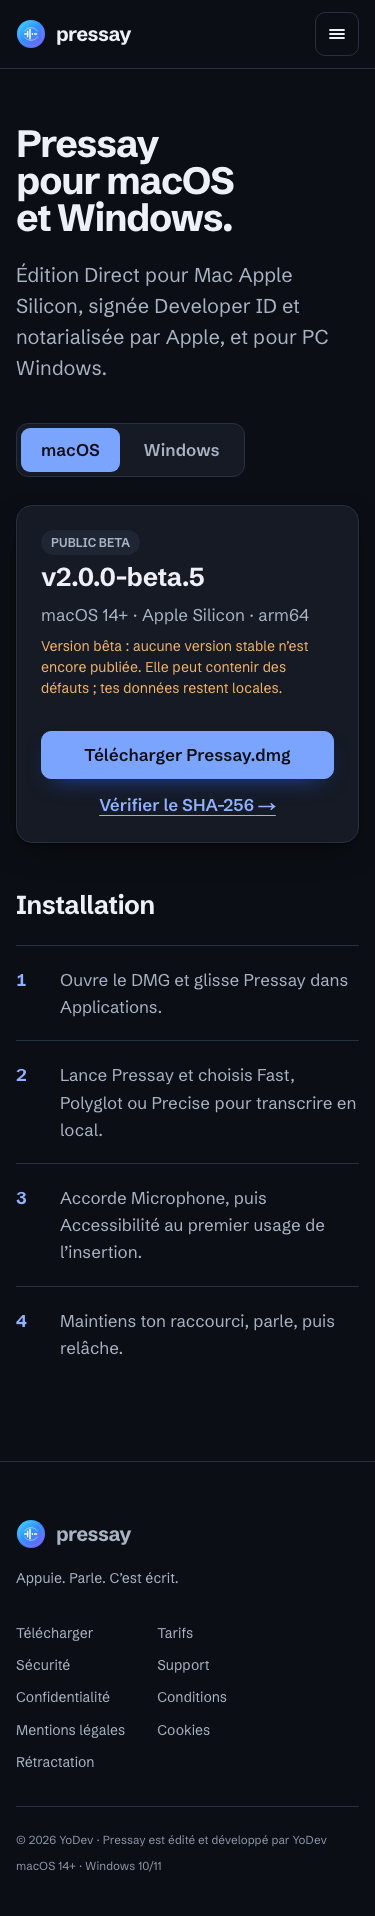 pressay
Pressay
pour macOS
et Windows.
Édition Direct pour Mac Apple
Silicon, signée Developer ID et
notarialisée par Apple, et pour PC
Windows.
macOS
Windows
PUBLIC BETA
v2.0.0-beta.5
macOS 14+ · Apple Silicon · arm64
Version bêta : aucune version stable n’est
encore publiée. Elle peut contenir des
défauts ; tes données restent locales.
Télécharger Pressay.dmg
Vérifier le SHA-256 →
Installation
1 Ouvre le DMG et glisse Pressay dans
Applications.
2 Lance Pressay et choisis Fast,
Polyglot ou Precise pour transcrire en
local.
3 Accorde Microphone, puis
Accessibilité au premier usage de
l’insertion.
4 Maintiens ton raccourci, parle, puis
relâche.
pressay
Appuie. Parle. C’est écrit.
Télécharger Tarifs
Sécurité Support
Confidentialité Conditions
Mentions légales Cookies
Rétractation
© 2026 YoDev · Pressay est édité et développé par YoDev
macOS 14+ · Windows 10/11